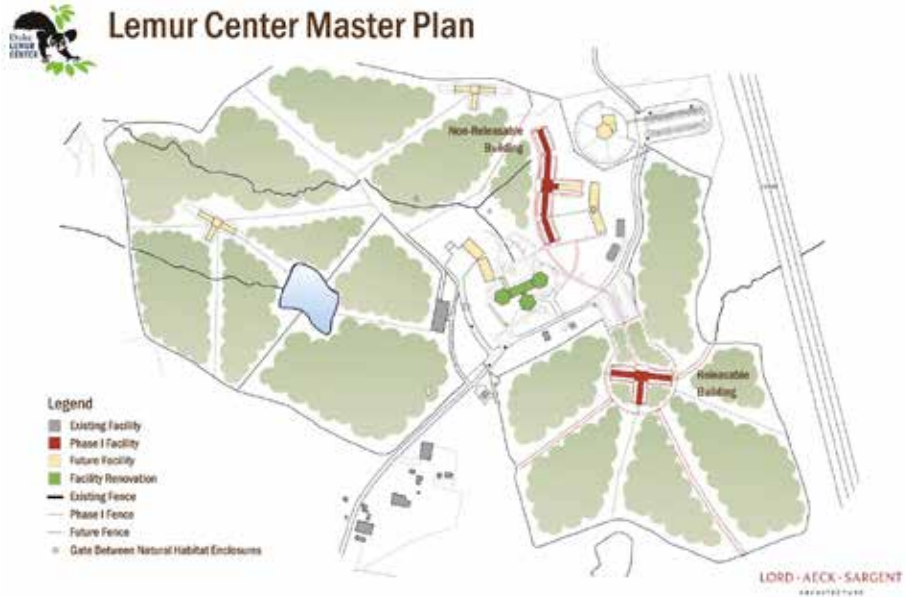 Duke
LEMUR
CENTER
Lemur Center Master Plan
Non-Releasable
Building
Releasable
Building
Legend
Existing Facility
Phase I Facility
Future Facility
Facility Renovation
Existing Fence
Phase I Fence
Future Fence
Gate Between Natural Habitat Enclosures
LORD · AECK · SARGENT
ARCHITECTURE